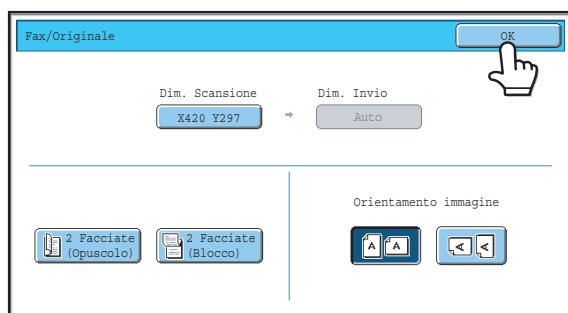 Fax/Originale
OK
Dim. Scansione
Dim. Invio
X420 Y297
Auto
Orientamento immagine
2 Facciate
(Opuscolo)
2 Facciate
(Blocco)
A A
A A